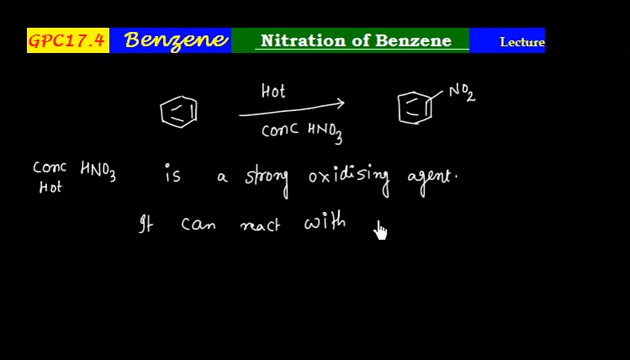 GPC17.4 Benzene Nitration of Benzene Lecture
Hot
NO2
Conc HNO3
Conc HNO3 is a strong oxidising agent.
Hot
It can react with